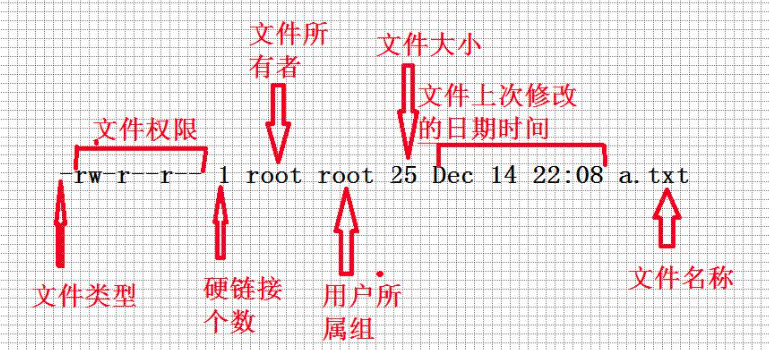 文件所
有者
文件大小
文件上次修改
的日期时间
文件权限
-rw-r--r-- 1 root root 25 Dec 14 22:08 a.txt
文件类型
硬链接
个数
用户所
属组
文件名称